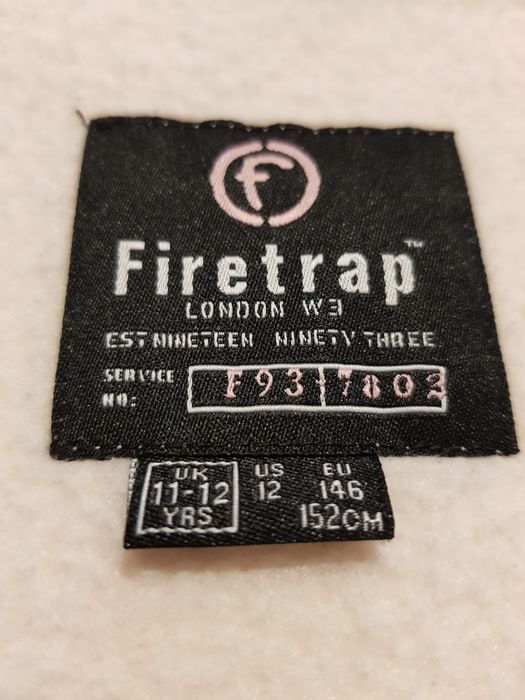 F
Firetrap™
LONDON W3
EST NINETEEN NINETY THREE
SERVICE NO: F93-7802
UK US EU
11-12 12 146
YRS 152CM